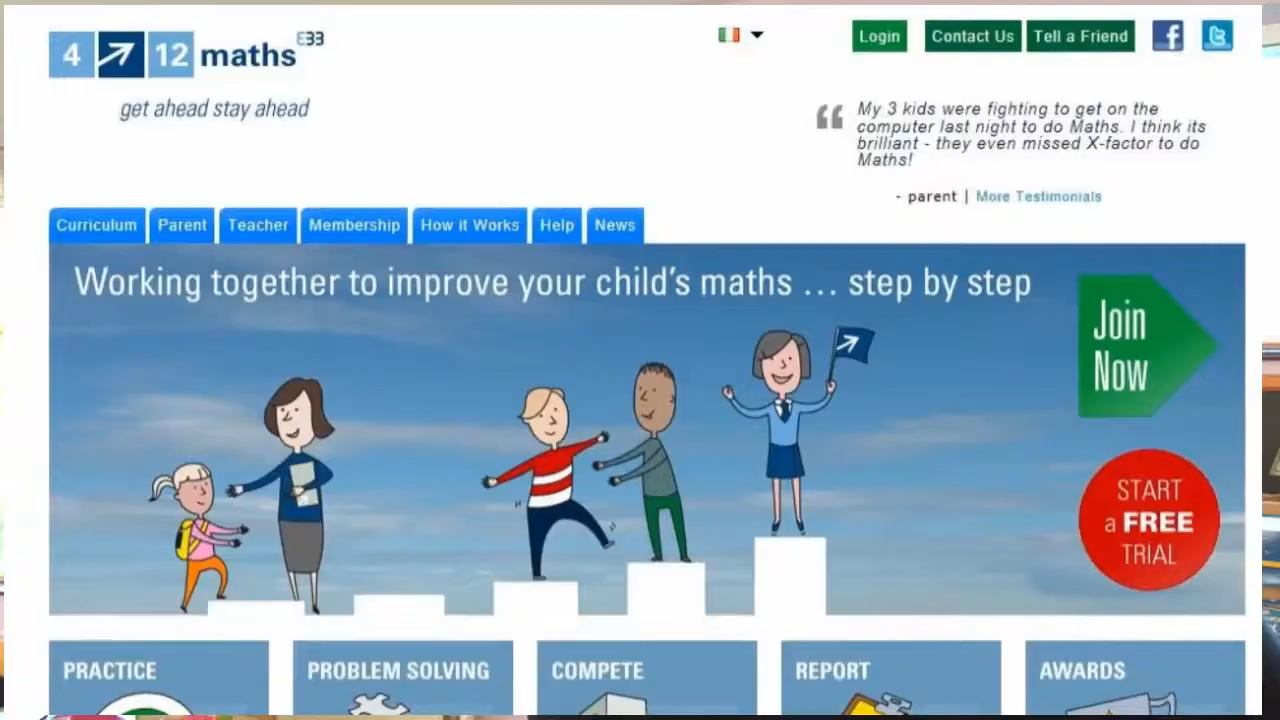 4 12 maths
get ahead stay ahead
Login
Contact Us
Tell a Friend
My 3 kids were fighting to get on the
computer last night to do Maths. I think its
brilliant - they even missed X-factor to do
Maths!
- parent | More Testimonials
Curriculum
Parent
Teacher
Membership
How it Works
Help
News
Working together to improve your child's maths ... step by step
Join
Now
START
a FREE
TRIAL
PRACTICE
PROBLEM SOLVING
COMPETE
REPORT
AWARDS